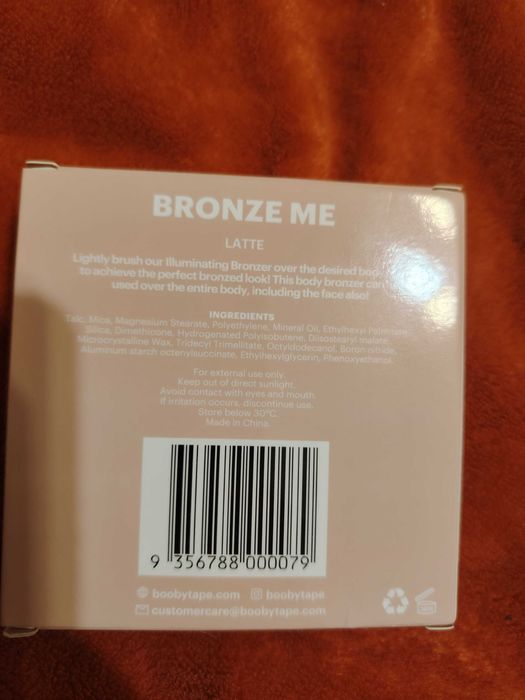 BRONZE ME
LATTE
Lightly brush our Illuminating Bronzer over the desired
to achieve the perfect bronzed look! This body bronzer can
used over the entire body, including the face also!
INGREDIENTS
Talc, Mica, Magnesium Stearate, Polyethylene, Mineral Oil, Ethylhexyl Palmitate,
Silica, Dimethicone, Hydrogenated Polyisobutene, Diisostearyl malate,
Microcrystalline Wax, Tridecyl Trimellitate, Octyldodecanol, Boron nitride,
Aluminum starch octenylsuccinate, Ethylhexylglycerin, Phenoxyethanol.
For external use only.
Keep out of direct sunlight.
Avoid contact with eyes and mouth.
If irritation occurs, discontinue use.
Store below 30°C.
Made in China.
9 356788 000079
boobytape.com boobytape
customercare@boobytape.com